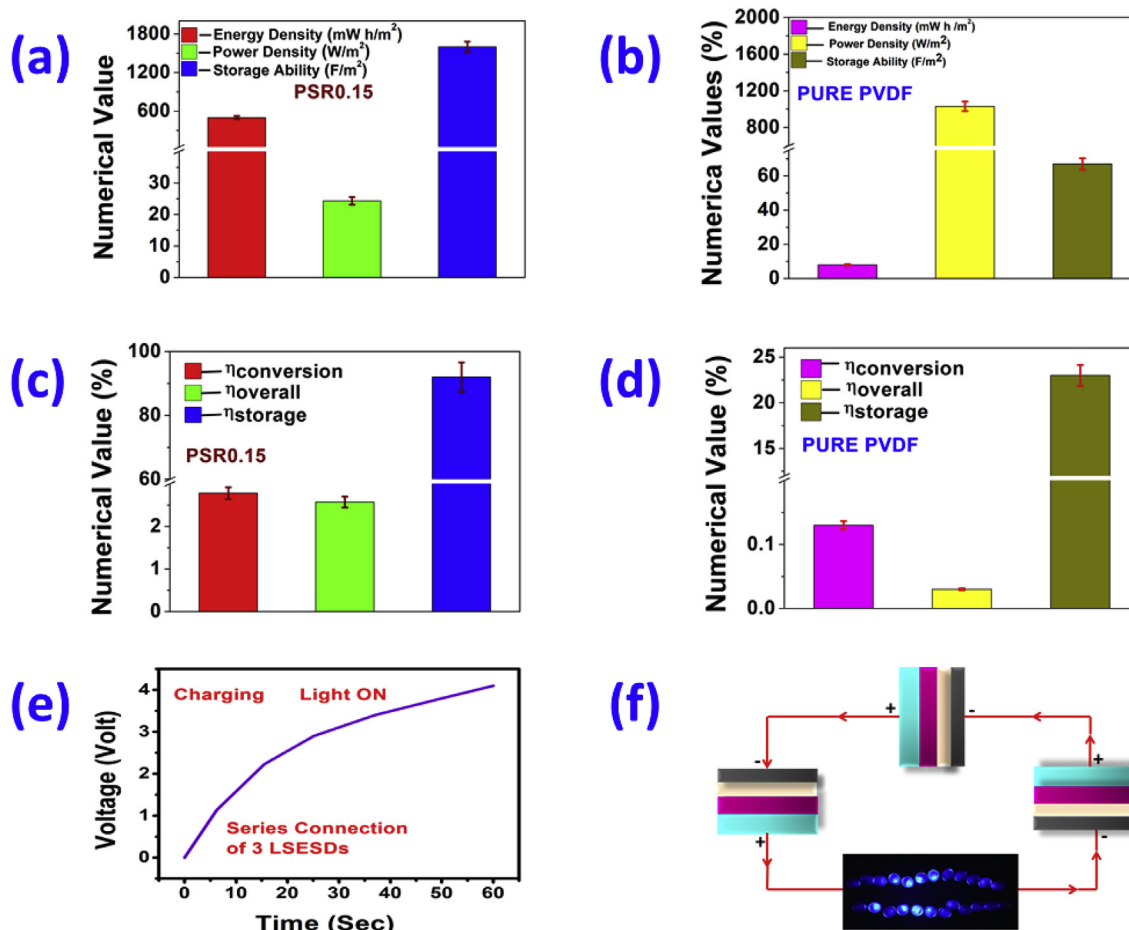 (a)
1800
1200
600
30
20
10
0
Numerical Value
Energy Density (mW h/m²)
Power Density (W/m²)
Storage Ability (F/m²)
PSR0.15
(b)
2000
1200
1000
800
60
40
20
0
Numerica Values (%)
Energy Density (mW h /m²)
Power Density (W/m²)
Storage Ability (F/m²)
PURE PVDF
(c)
100
80
60
2
1
0
Numerical Value (%)
ηconversion
ηoverall
ηstorage
PSR0.15
(d)
25
20
15
0.1
0.0
Numerical Value (%)
ηconversion
ηoverall
ηstorage
PURE PVDF
(e)
4
3
2
1
0
Voltage (Volt)
Charging Light ON
Series Connection
of 3 LSESDs
0 10 20 30 40 50 60
Time (Sec)
(f)
+ -
- +
+ -